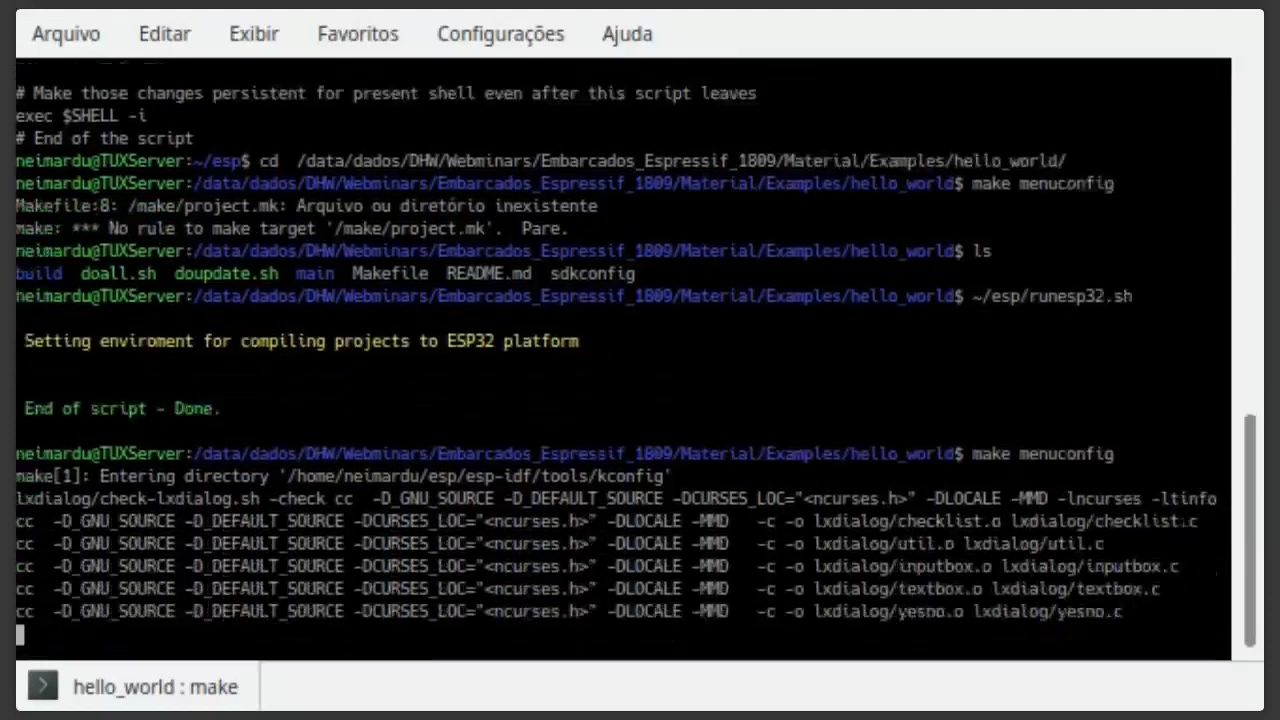 Arquivo Editar Exibir Favoritos Configurações Ajuda
# Make those changes persistent for present shell even after this script leaves
exec $SHELL -i
# End of the script
neimardu@TUXServer:~/esp$ cd  /data/dados/DHW/Webminars/Embarcados_Espressif_1809/Material/Examples/hello_world/
neimardu@TUXServer:/data/dados/DHW/Webminars/Embarcados_Espressif_1809/Material/Examples/hello_world$ make menuconfig
Makefile:8: /make/project.mk: Arquivo ou diretório inexistente
make: *** No rule to make target '/make/project.mk'.  Pare.
neimardu@TUXServer:/data/dados/DHW/Webminars/Embarcados_Espressif_1809/Material/Examples/hello_world$ ls
build  doall.sh  doupdate.sh  main  Makefile  README.md  sdkconfig
neimardu@TUXServer:/data/dados/DHW/Webminars/Embarcados_Espressif_1809/Material/Examples/hello_world$ ~/esp/runesp32.sh
Setting enviroment for compiling projects to ESP32 platform
End of script - Done.
neimardu@TUXServer:/data/dados/DHW/Webminars/Embarcados_Espressif_1809/Material/Examples/hello_world$ make menuconfig
make[1]: Entering directory '/home/neimardu/esp/esp-idf/tools/kconfig'
lxdialog/check-lxdialog.sh -check cc  -D_GNU_SOURCE -D_DEFAULT_SOURCE -DCURSES_LOC="<ncurses.h>" -DLOCALE -MMD -lncurses -ltinfo
cc  -D_GNU_SOURCE -D_DEFAULT_SOURCE -DCURSES_LOC="<ncurses.h>" -DLOCALE -MMD   -c -o lxdialog/checklist.o lxdialog/checklist.c
cc  -D_GNU_SOURCE -D_DEFAULT_SOURCE -DCURSES_LOC="<ncurses.h>" -DLOCALE -MMD   -c -o lxdialog/util.o lxdialog/util.c
cc  -D_GNU_SOURCE -D_DEFAULT_SOURCE -DCURSES_LOC="<ncurses.h>" -DLOCALE -MMD   -c -o lxdialog/inputbox.o lxdialog/inputbox.c
cc  -D_GNU_SOURCE -D_DEFAULT_SOURCE -DCURSES_LOC="<ncurses.h>" -DLOCALE -MMD   -c -o lxdialog/textbox.o lxdialog/textbox.c
cc  -D_GNU_SOURCE -D_DEFAULT_SOURCE -DCURSES_LOC="<ncurses.h>" -DLOCALE -MMD   -c -o lxdialog/yesno.o lxdialog/yesno.c
hello_world : make